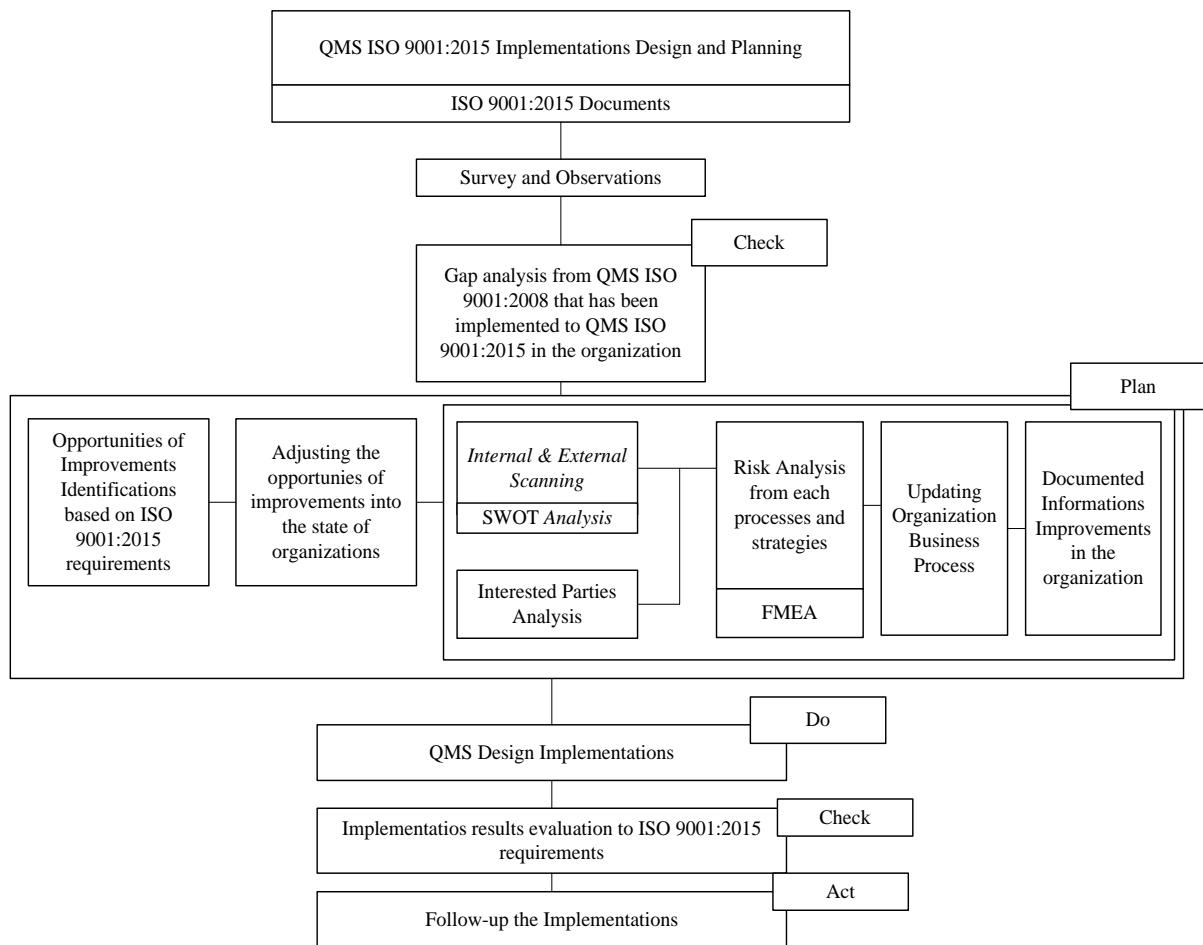 QMS ISO 9001:2015 Implementations Design and Planning
ISO 9001:2015 Documents
Survey and Observations
Check
Gap analysis from QMS ISO
9001:2008 that has been
implemented to QMS ISO
9001:2015 in the organization
Plan
Opportunities of
Improvements
Identifications
based on ISO
9001:2015
requirements
Adjusting the
opportunies of
improvements into
the state of
organizations
Internal & External
Scanning
SWOT Analysis
Interested Parties
Analysis
Risk Analysis
from each
processes and
strategies
FMEA
Updating
Organization
Business
Process
Documented
Informations
Improvements
in the
organization
Do
QMS Design Implementations
Check
Implementatios results evaluation to ISO 9001:2015
requirements
Act
Follow-up the Implementations